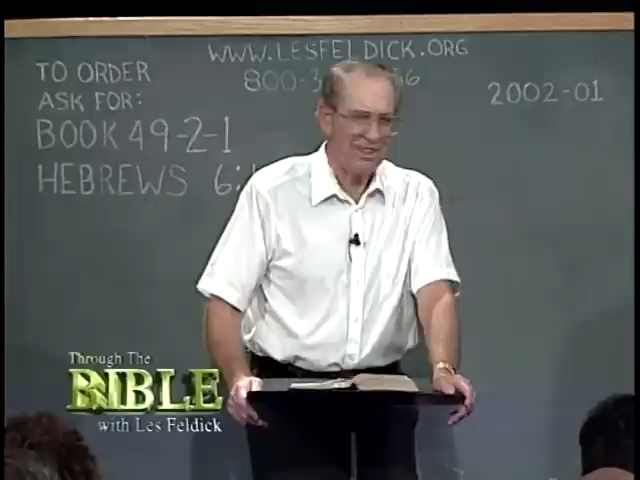 WWW.LESFELDICK.ORG
TO ORDER
ASK FOR:
BOOK 49-2-1
HEBREWS 6:
800-3
6
2002-01
Through The
BIBLE
with Les Feldick